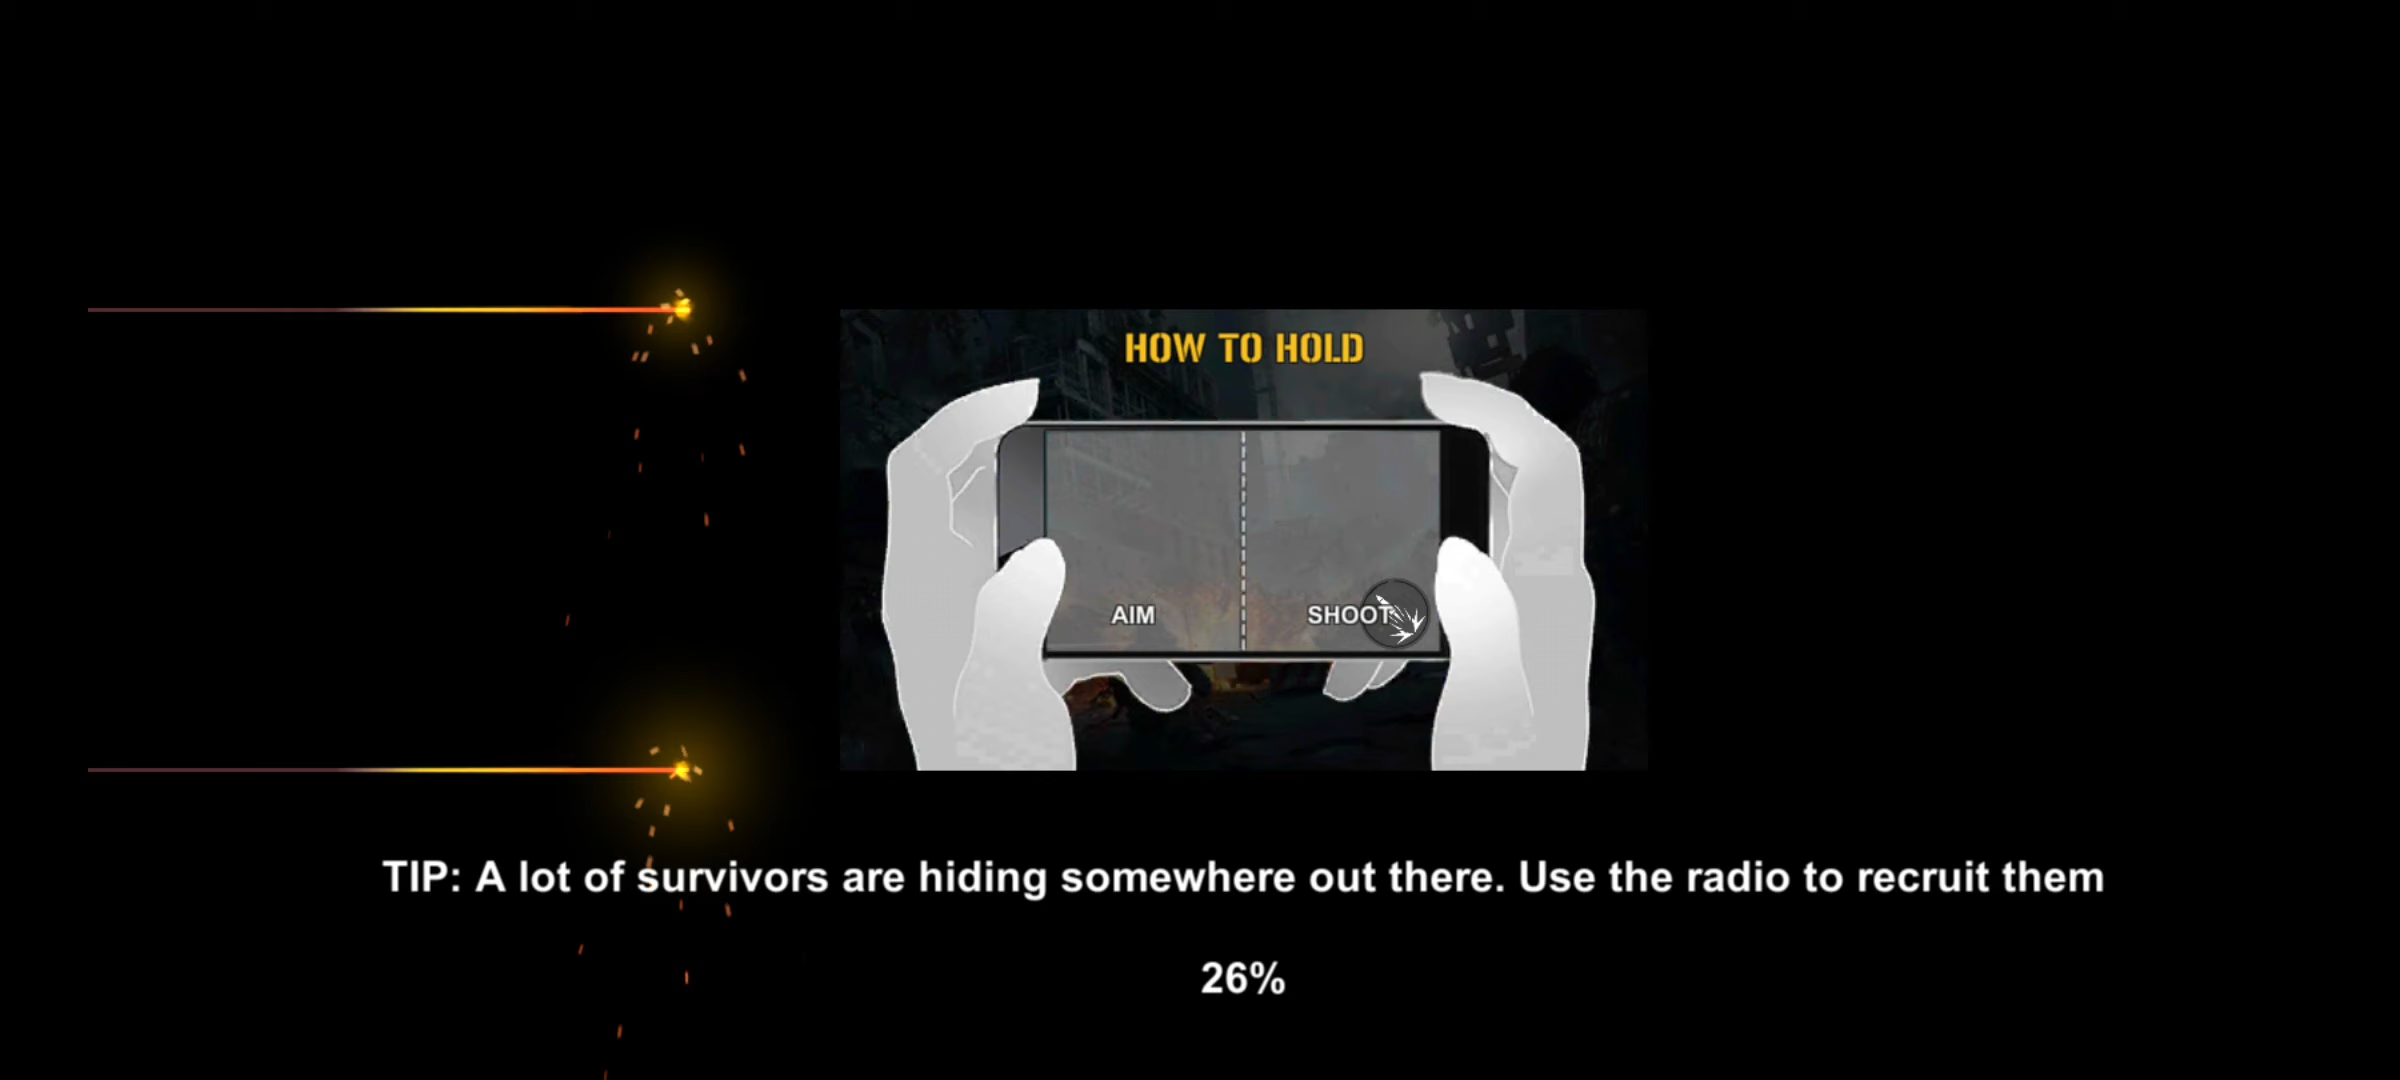 HOW TO HOLD
AIM
SHOOT
TIP: A lot of survivors are hiding somewhere out there. Use the radio to recruit them
26%